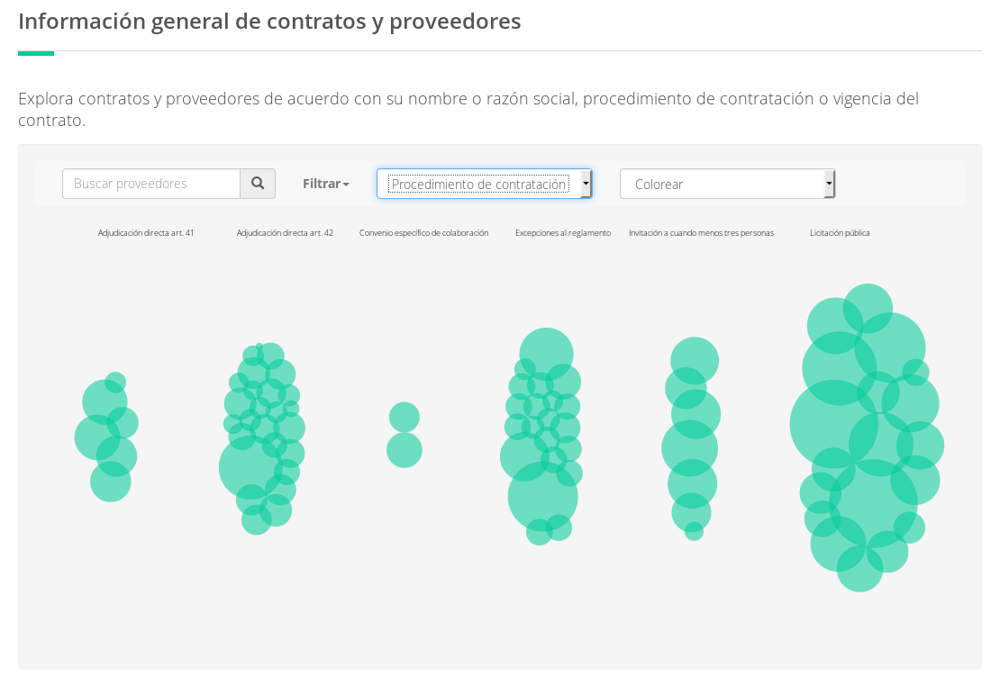 Información general de contratos y proveedores
Explora contratos y proveedores de acuerdo con su nombre o razón social, procedimiento de contratación o vigencia del
contrato.
Buscar proveedores
Filtrar
Procedimiento de contratación
Colorear
Adjudicación directa art. 41
Adjudicación directa art. 42
Convenio específico de colaboración
Excepciones al reglamento
Invitación a cuando menos tres personas
Licitación pública